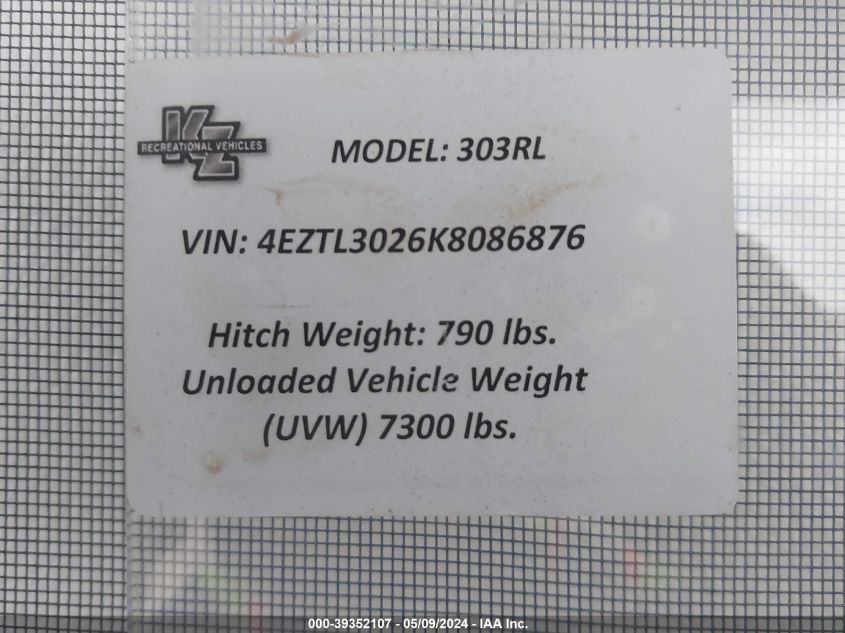 KZ
RECREATIONAL VEHICLES
MODEL: 303RL
VIN: 4EZTL3026K8086876
Hitch Weight: 790 lbs.
Unloaded Vehicle Weight
(UVW) 7300 lbs.
000-39352107 - 05/09/2024 - IAA Inc.